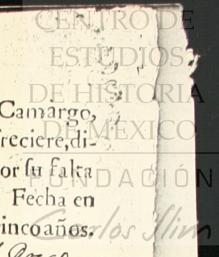 CENTRO DE
ESTUDIOS
DE HISTORIA
DE MÉXICO
FUNDACIÓN
Carlos Slim
Camargo,
reciere,di-
or ſu falta
Fecha en
incoaños.